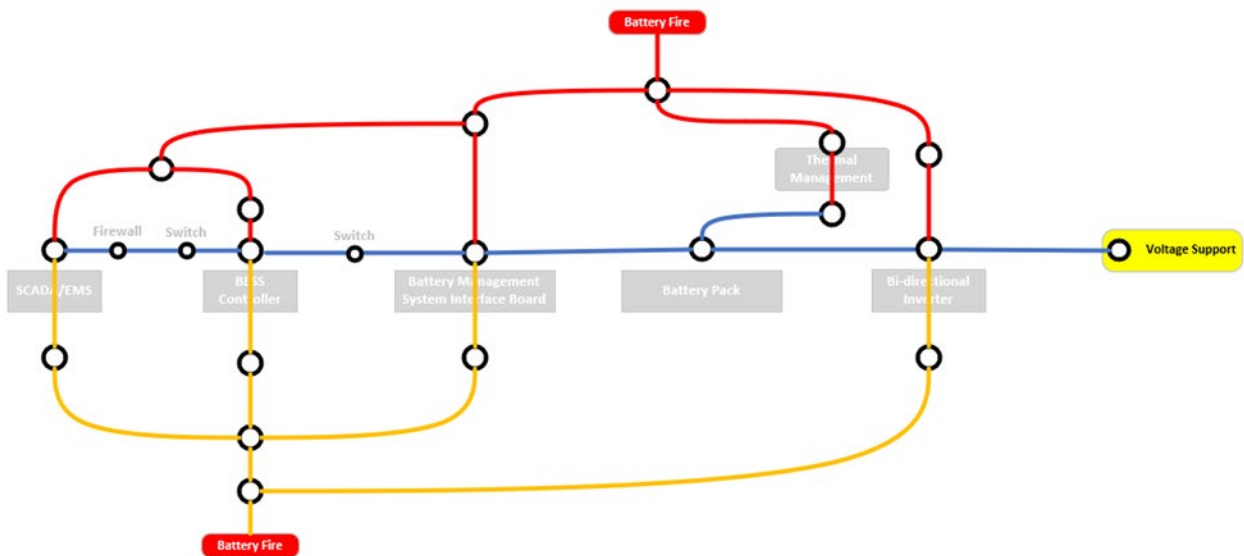 Battery Fire
Thermal
Management
Firewall
Switch
Switch
Voltage Support
SCADA/EMS
BESS
Controller
Battery Management
System Interface Board
Battery Pack
Bi-directional
Inverter
Battery Fire